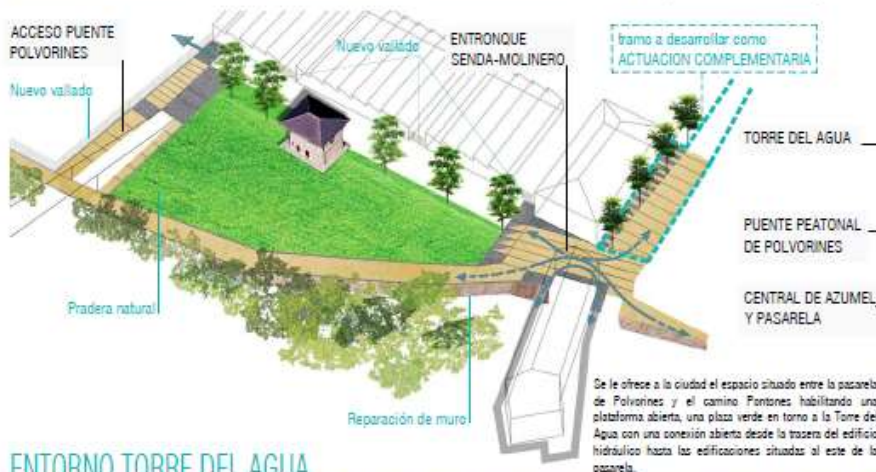 ACCESO PUENTE
POLVORINES
Nuevo vallado
Nuevo vallado
ENTRONQUE
SENDA-MOLINERO
tramo a desarrollar como
ACTUACION COMPLEMENTARIA
TORRE DEL AGUA
PUENTE PEATONAL
DE POLVORINES
CENTRAL DE AZUMEL
Y PASARELA
Pradera natural
Reparación de muro
Se le ofrece a la ciudad el espacio situado entre la pasarela
de Polvorines y el camino Pontones habilitando una
plataforma abierta, una plaza verde en torno a la Torre del
Agua con una conexión abierta desde la trasera del edificio
hidráulico hasta las edificaciones situadas al este de la
pasarela.
ENTORNO TORRE DEL AGUA